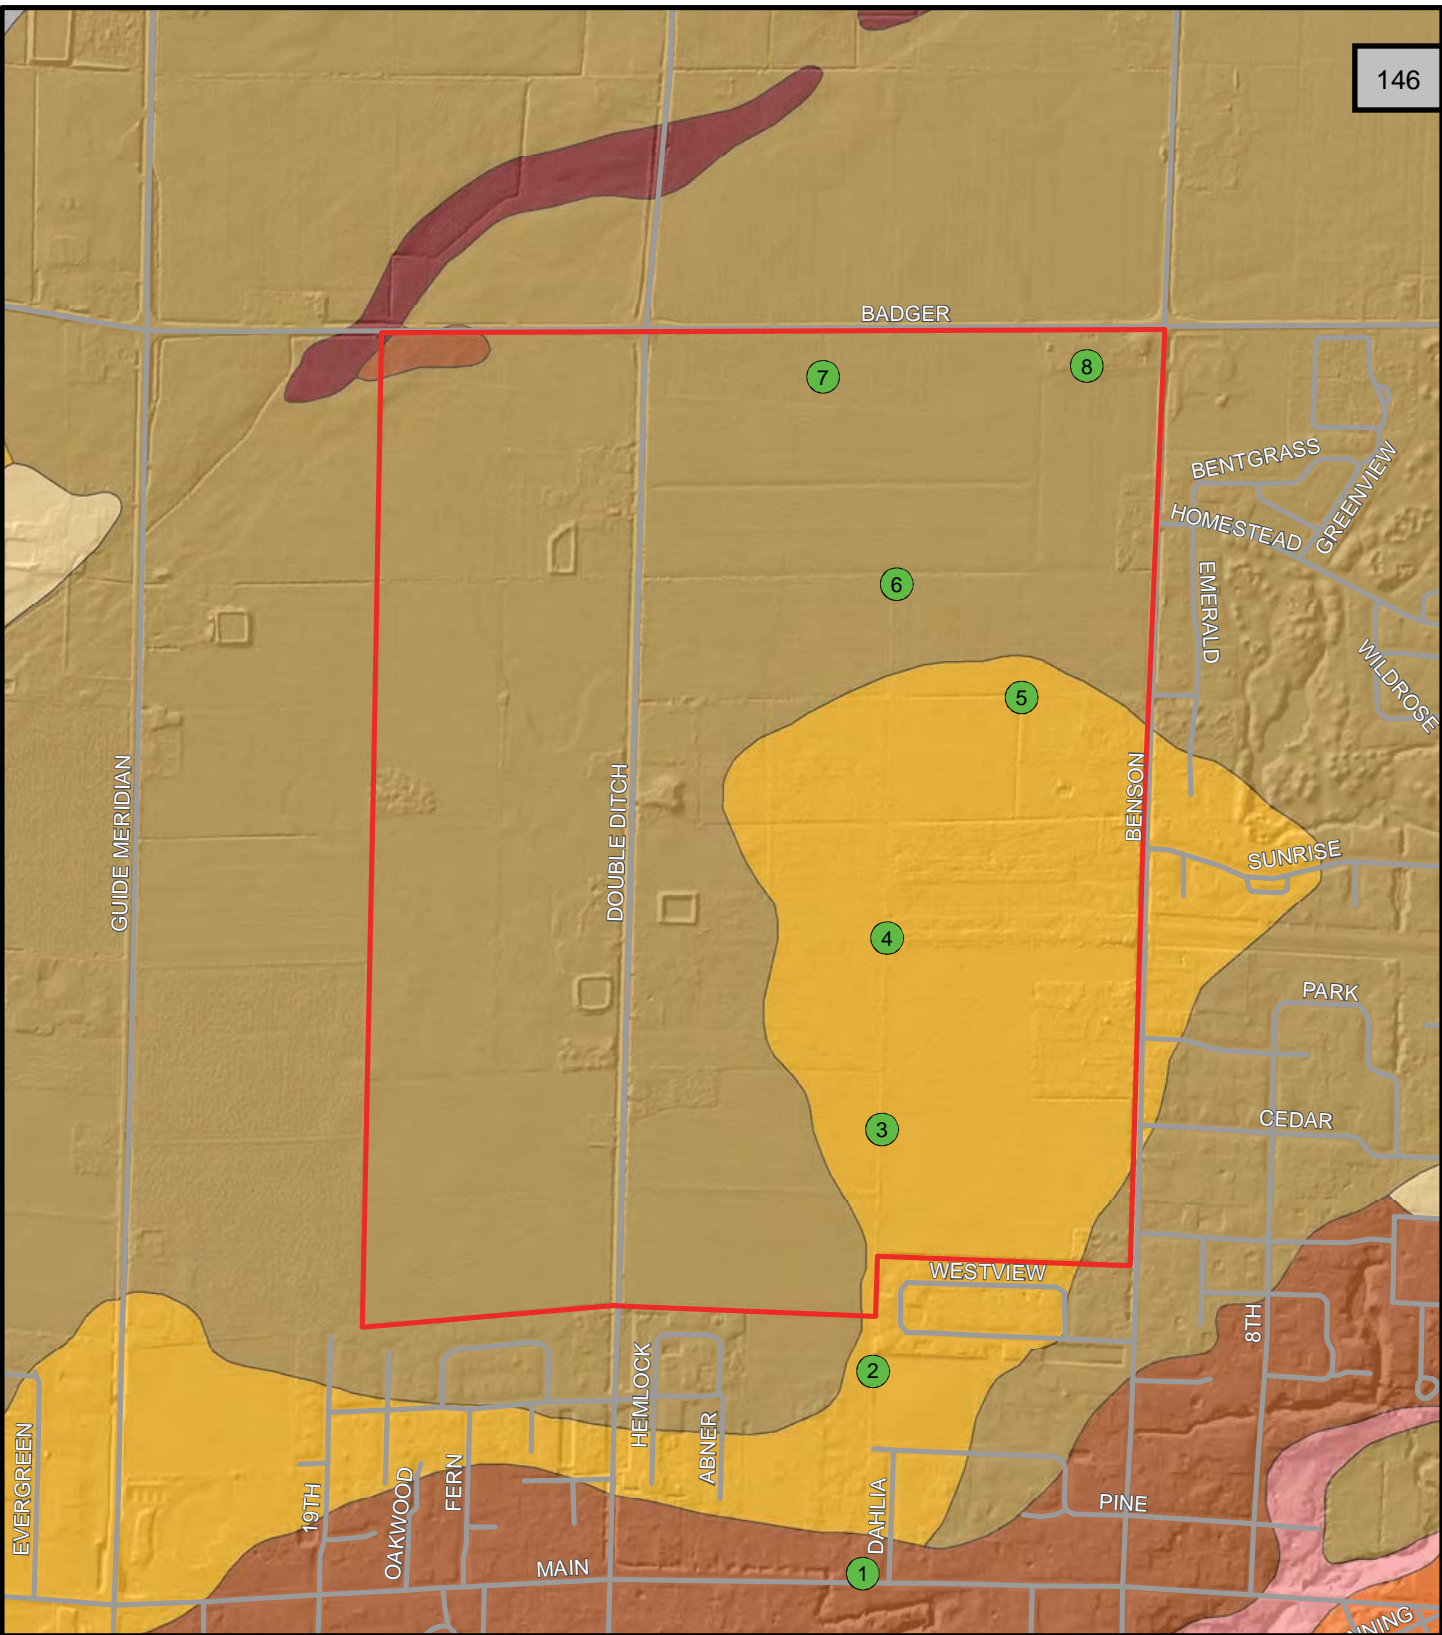 146
BADGER
7
8
BENTGRASS
GREENVIEW
HOMESTEAD
6
EMERALD
WILDROSE
5
GUIDE MERIDIAN
DOUBLE DITCH
BENSON
SUNRISE
4
PARK
3
CEDAR
WESTVIEW
8TH
2
HEMLOCK
ABNER
EVERGREEN
19TH
OAKWOOD
FERN
DAHLIA
PINE
MAIN
1
NNING